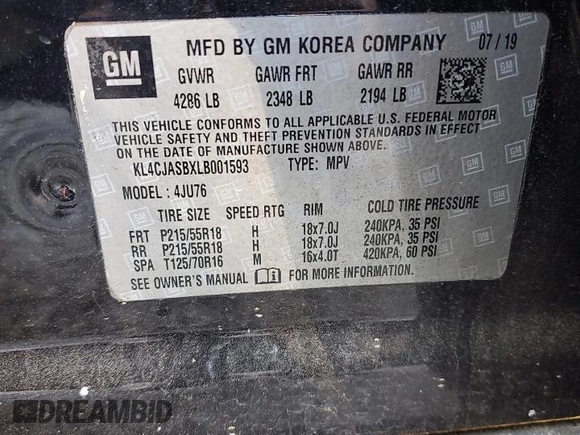 GM MFD BY GM KOREA COMPANY 07/19
GVWR GAWR FRT GAWR RR
4286 LB 2348 LB 2194 LB
THIS VEHICLE CONFORMS TO ALL APPLICABLE U.S. FEDERAL MOTOR
VEHICLE SAFETY AND THEFT PREVENTION STANDARDS IN EFFECT
ON THE DATE OF MANUFACTURE SHOWN ABOVE.
KL4CJASBXLB001593 TYPE: MPV
MODEL: 4JU76
TIRE SIZE SPEED RTG RIM COLD TIRE PRESSURE
FRT P215/55R18 H 18x7.0J 240KPA, 35 PSI
RR P215/55R18 H 18x7.0J 240KPA, 35 PSI
SPA T125/70R16 M 16x4.0T 420KPA, 60 PSI
SEE OWNER'S MANUAL FOR MORE INFORMATION.
DREAMBID